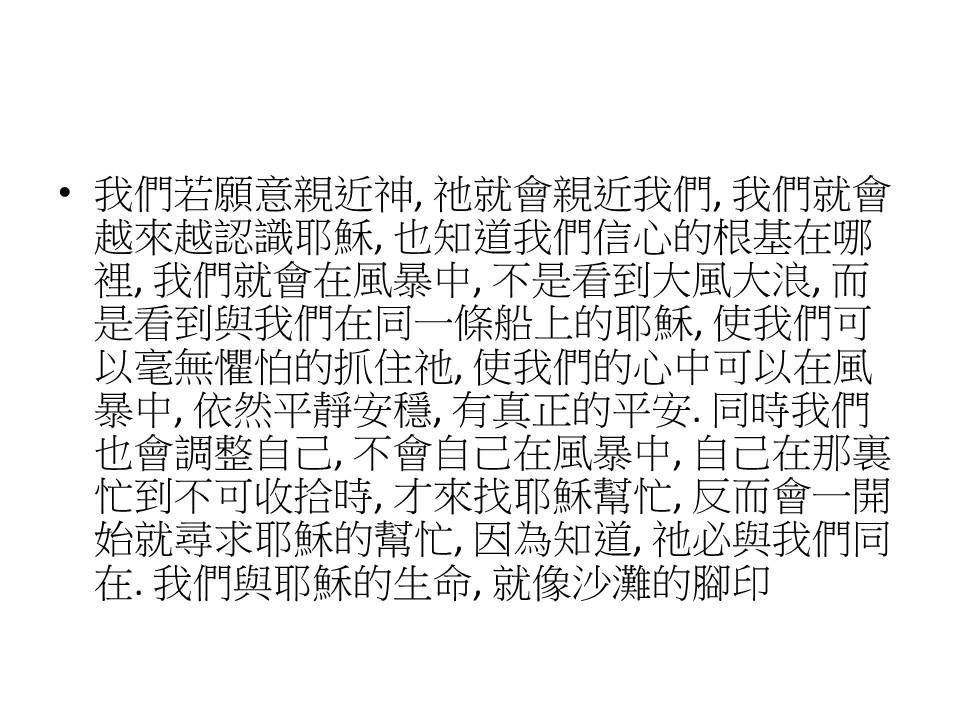 • 我們若願意親近神, 祂就會親近我們, 我們就會
越來越認識耶穌, 也知道我們信心的根基在哪
裡, 我們就會在風暴中, 不是看到大風大浪, 而
是看到與我們在同一條船上的耶穌, 使我們可
以毫無懼怕的抓住祂, 使我們的心中可以在風
暴中, 依然平靜安穩, 有真正的平安. 同時我們
也會調整自己, 不會自己在風暴中, 自己在那裏
忙到不可收拾時, 才來找耶穌幫忙, 反而會一開
始就尋求耶穌的幫忙, 因為知道, 祂必與我們同
在. 我們與耶穌的生命, 就像沙灘的腳印